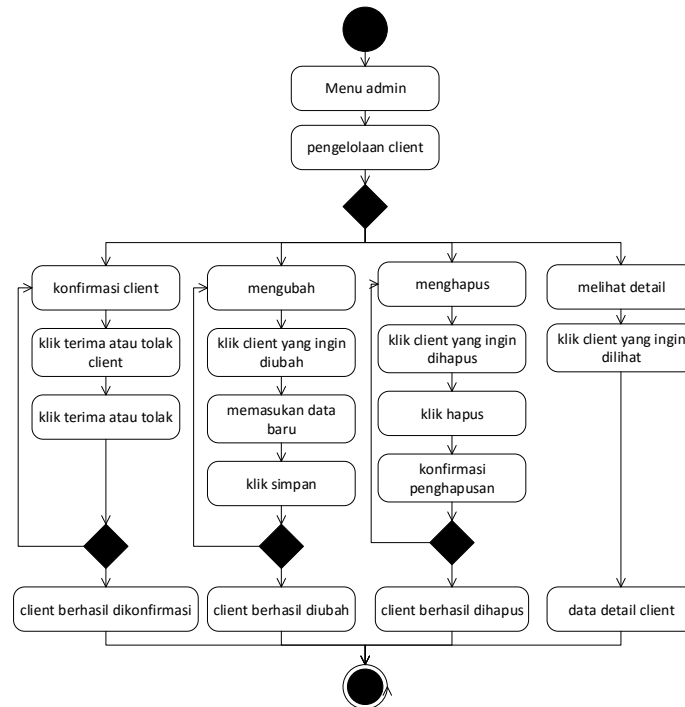 Menu admin
pengelolaan client
konfirmasi client
klik terima atau tolak
client
klik terima atau tolak
client berhasil dikonfirmasi
mengubah
klik client yang ingin
diubah
memasukan data
baru
klik simpan
client berhasil diubah
menghapus
klik client yang ingin
dihapus
klik hapus
konfirmasi
penghapusan
client berhasil dihapus
melihat detail
klik client yang ingin
dilihat
data detail client